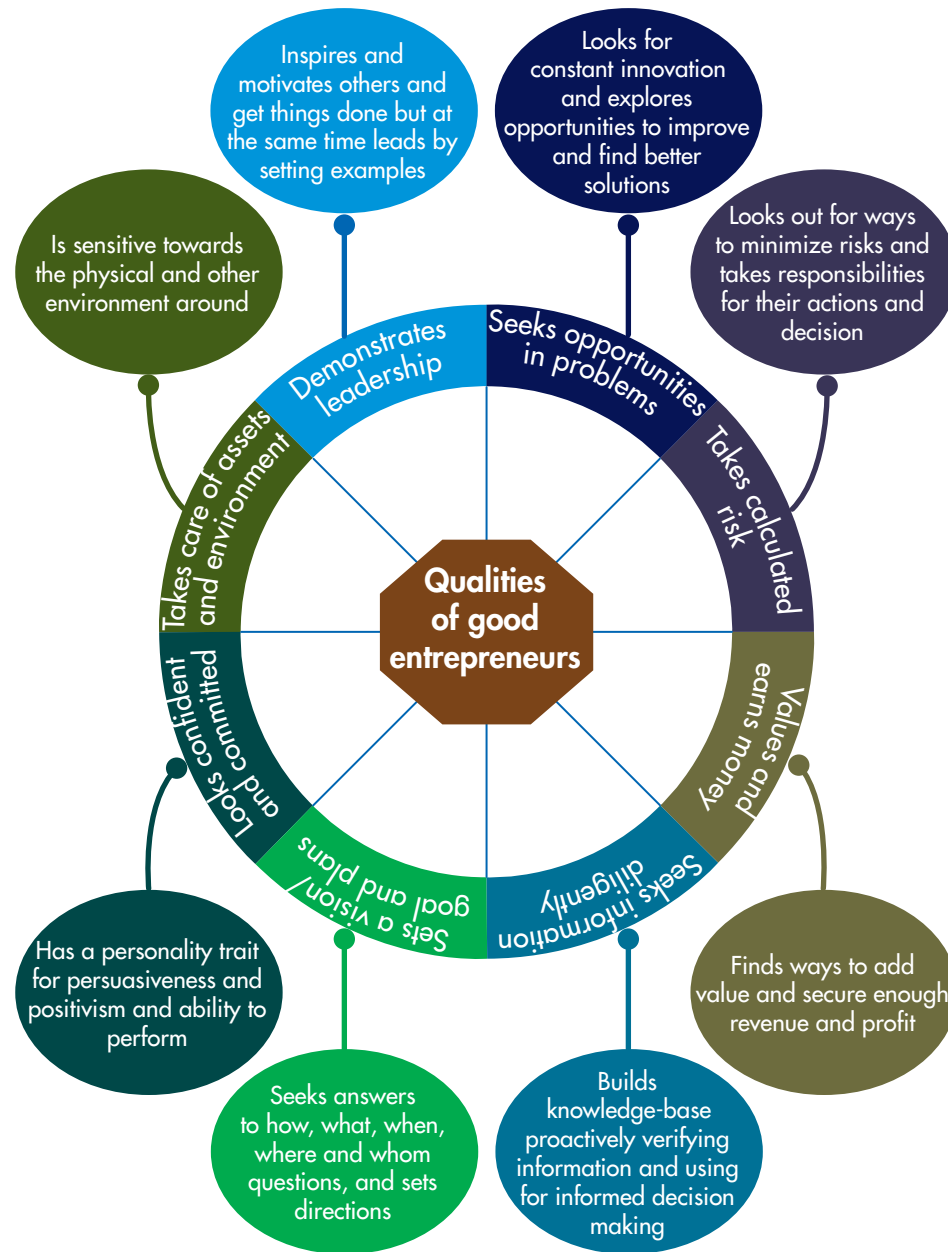 Inspires and
motivates others and
get things done but at
the same time leads by
setting examples
Looks for
constant innovation
and explores
opportunities to improve
and find better
solutions
Is sensitive towards
the physical and other
environment around
Looks out for ways
to minimize risks and
takes responsibilities
for their actions and
decision
Demonstrates
leadership
Seeks opportunities
in problems
Takes care of assets
and environment
Takes calculated
risk
Qualities
of good
entrepreneurs
Looks confident
and committed
Values and
earns money
Sets a vision/
goal and plans
Seeks information
diligently
Has a personality trait
for persuasiveness and
positivism and ability to
perform
Finds ways to add
value and secure enough
revenue and profit
Seeks answers
to how, what, when,
where and whom
questions, and sets
directions
Builds
knowledge-base
proactively verifying
information and using
for informed decision
making